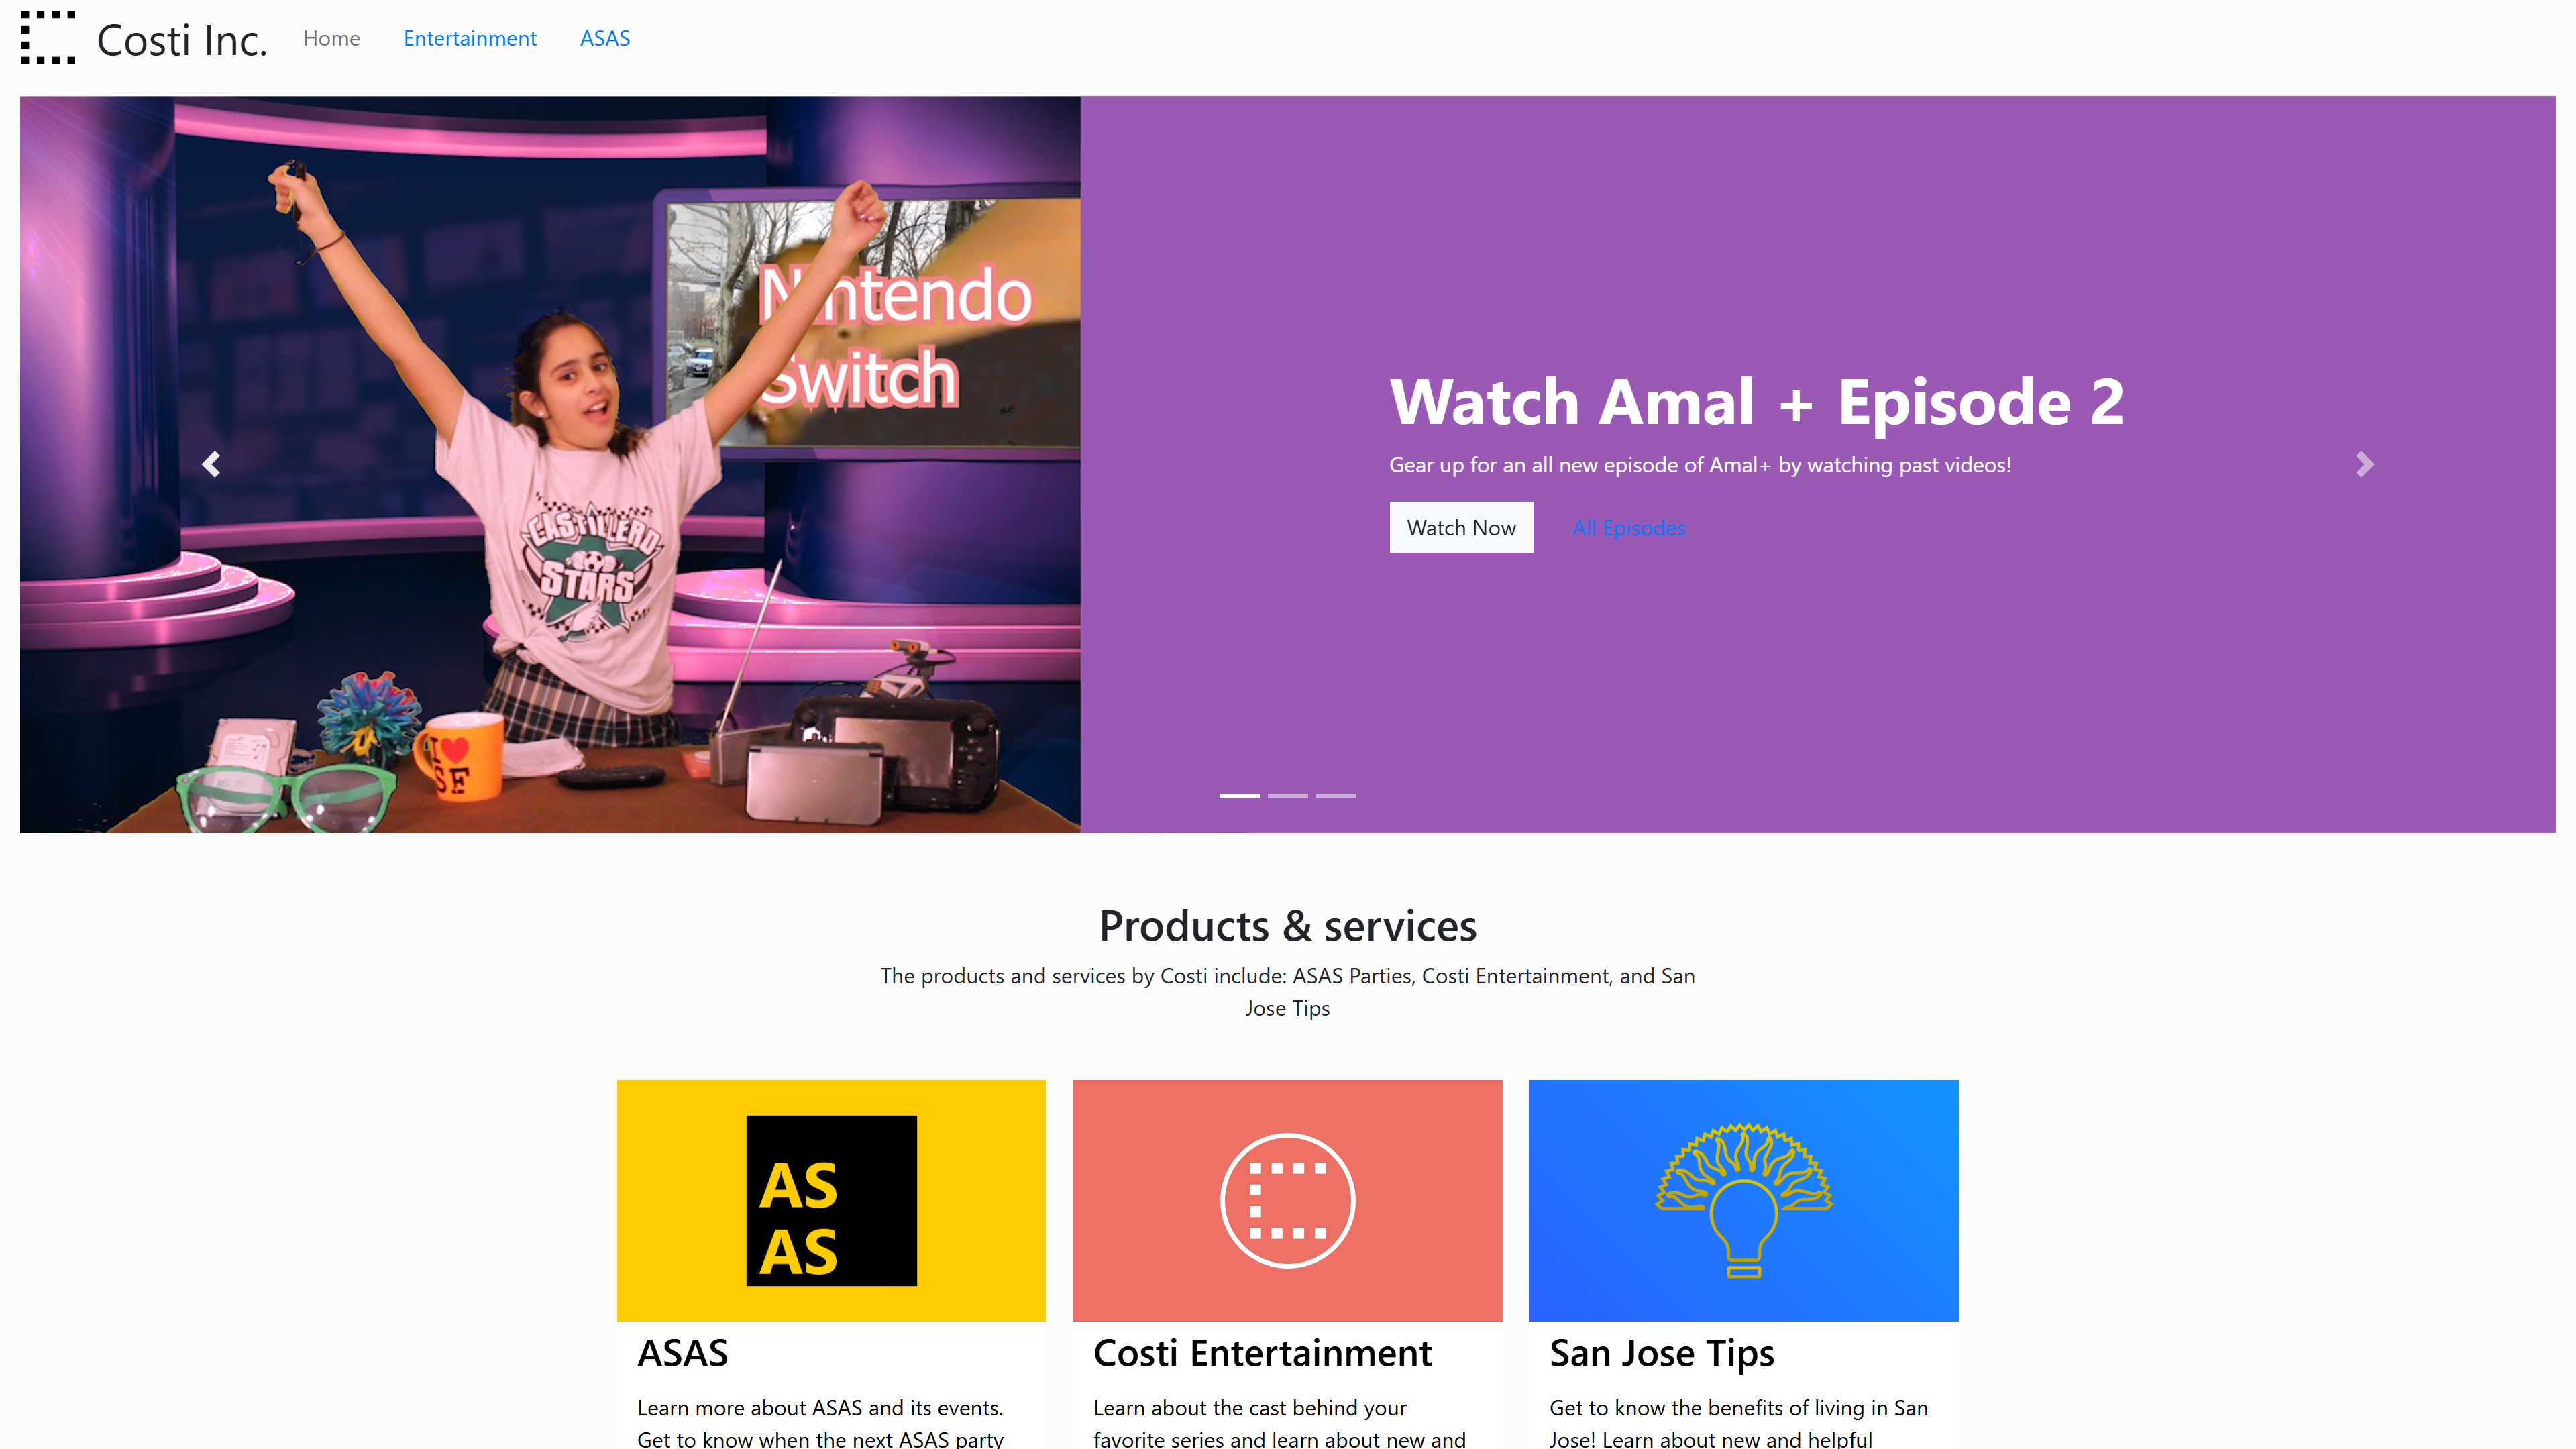 Costi Inc.
Home
Entertainment
ASAS
Nintendo
Switch
CASTILLERO
STARS
I
SF
Watch Amal + Episode 2
Gear up for an all new episode of Amal+ by watching past videos!
Watch Now
All Episodes
Products & services
The products and services by Costi include: ASAS Parties, Costi Entertainment, and San
Jose Tips
AS
AS
ASAS
Learn more about ASAS and its events.
Get to know when the next ASAS party
Costi Entertainment
Learn about the cast behind your
favorite series and learn about new and
San Jose Tips
Get to know the benefits of living in San
Jose! Learn about new and helpful